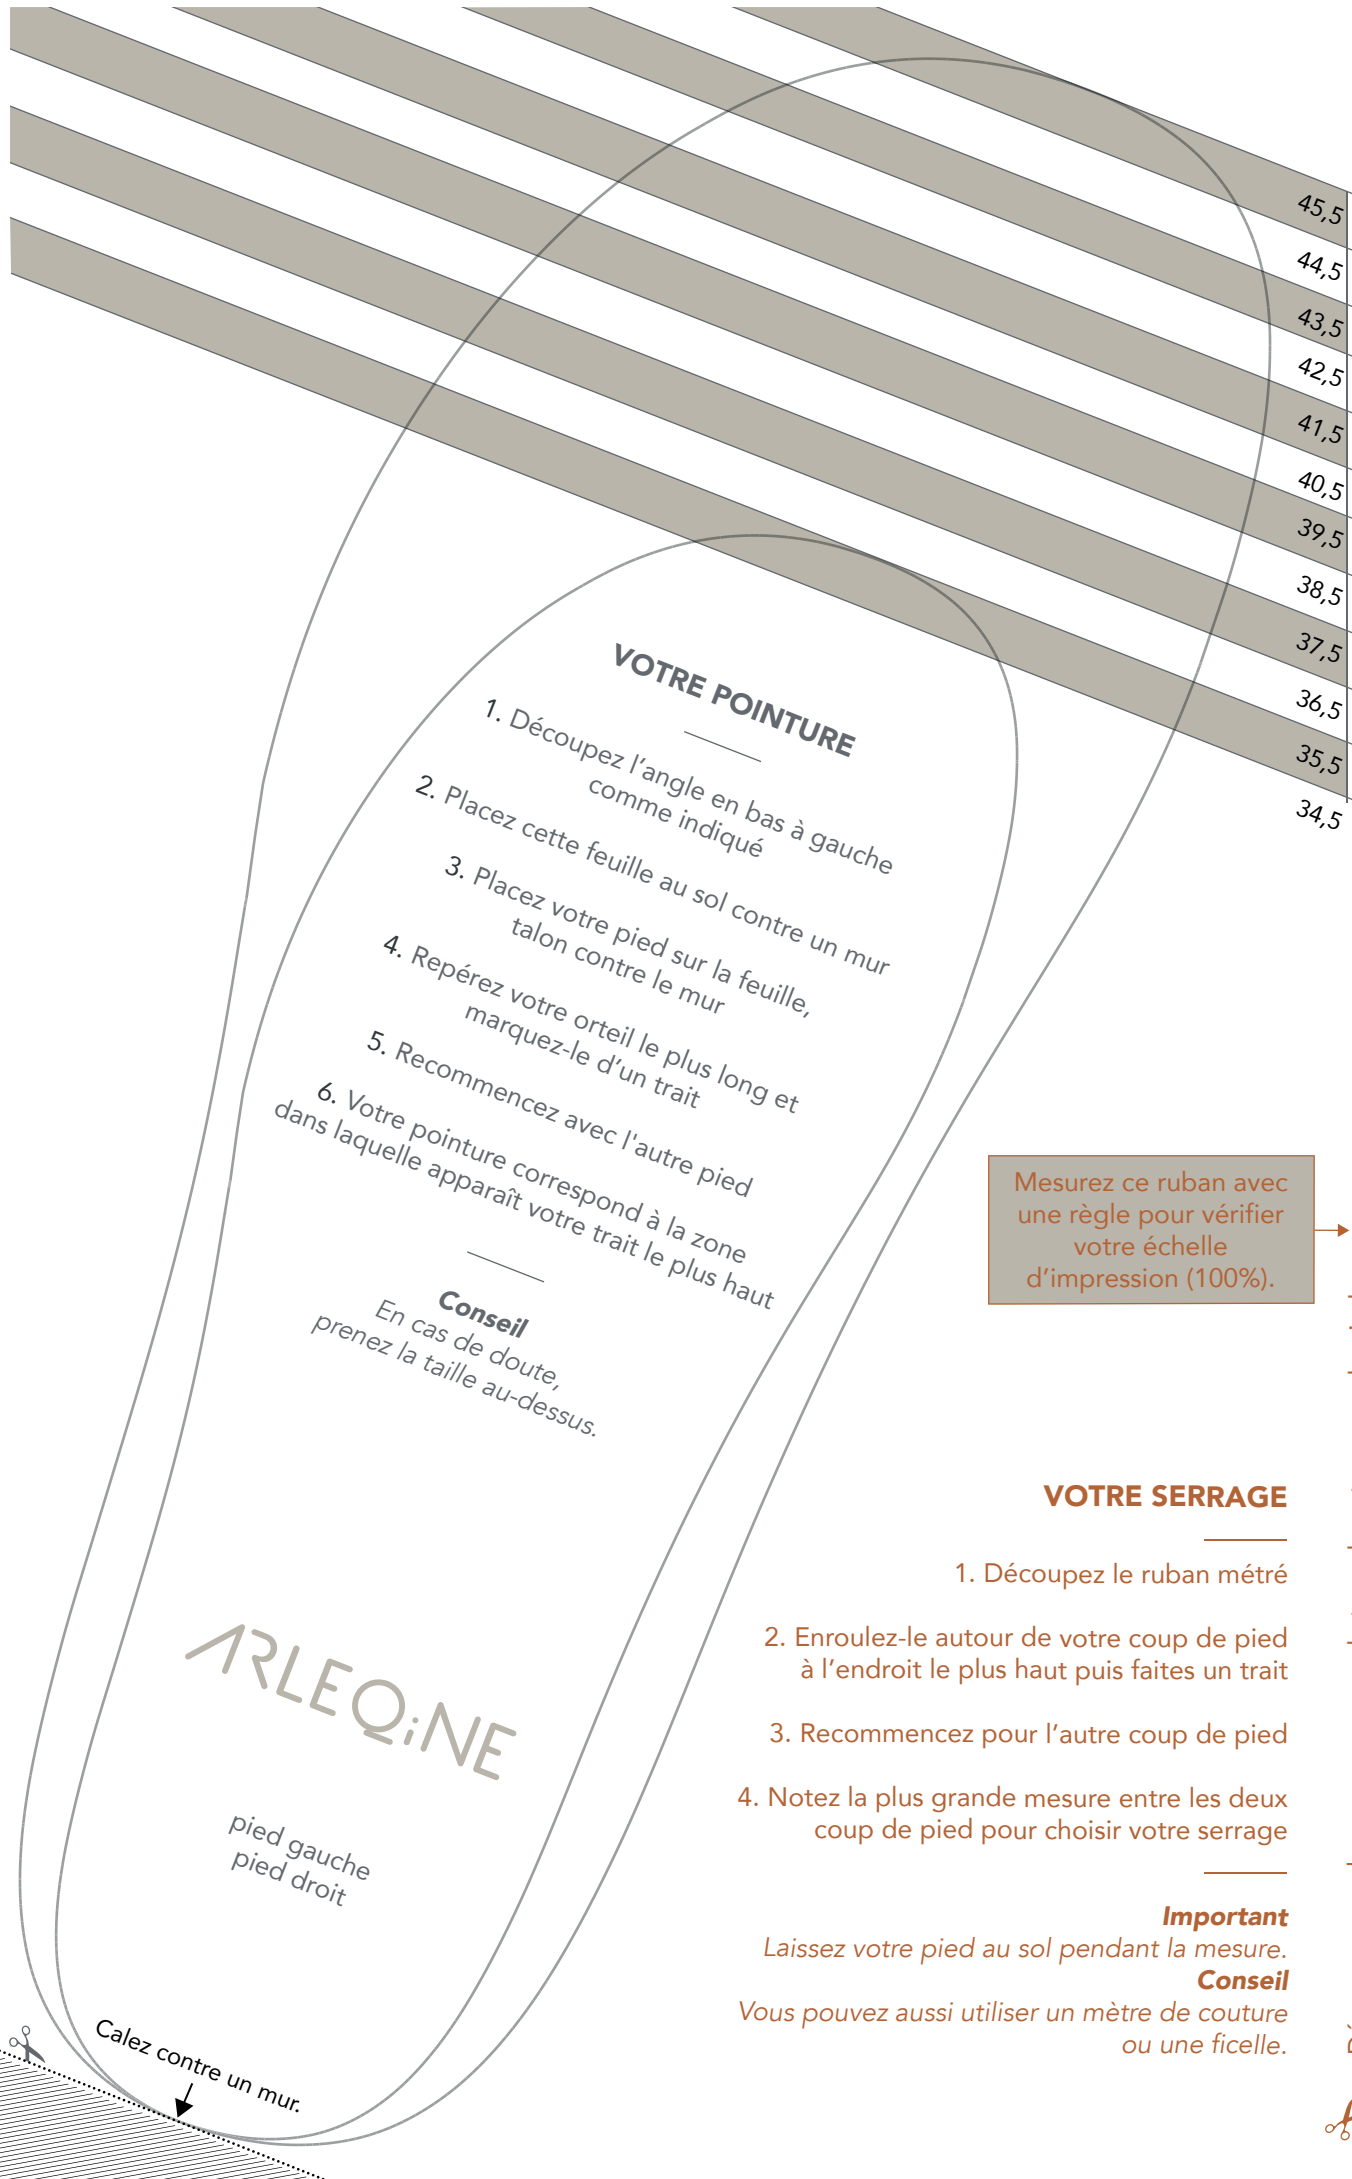 45,5
44,5
43,5
42,5
41,5
40,5
39,5
38,5
37,5
36,5
35,5
34,5
VOTRE POINTURE
1. Découpez l’angle en bas à gauche
comme indiqué
2. Placez cette feuille au sol contre un mur
3. Placez votre pied sur la feuille,
talon contre le mur
4. Repérez votre orteil le plus long et
marquez-le d’un trait
5. Recommencez avec l'autre pied
6. Votre pointure correspond à la zone
dans laquelle apparaît votre trait le plus haut
Conseil
En cas de doute,
prenez la taille au-dessus.
ARLEQiNE
pied gauche
pied droit
Calez contre un mur.
Mesurez ce ruban avec
une règle pour vérifier
votre échelle
d’impression (100%).
VOTRE SERRAGE
1. Découpez le ruban métré
2. Enroulez-le autour de votre coup de pied
à l’endroit le plus haut puis faites un trait
3. Recommencez pour l’autre coup de pied
4. Notez la plus grande mesure entre les deux
coup de pied pour choisir votre serrage
Important
Laissez votre pied au sol pendant la mesure.
Conseil
Vous pouvez aussi utiliser un mètre de couture
ou une ficelle.